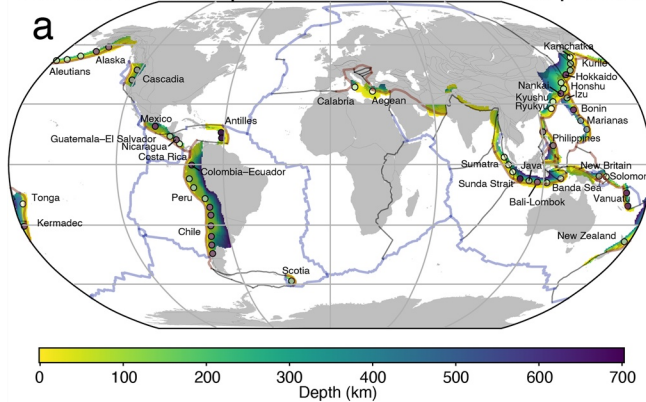 a
Kamchatka
Alaska
Kurile
Aleutians
Hokkaido
Cascadia
Nankai
Honshu
Izu
Calabria
Aegean
Kyushu
Ryukyu
Bonin
Mexico
Antilles
Marianas
Guatemala–El Salvador
Nicaragua
Philippines
Costa Rica
Colombia–Ecuador
Sumatra
Java
New Britain
Solomon
Sunda Strait
Banda Sea
Peru
Tonga
Bali-Lombok
Vanuatu
Kermadec
Chile
New Zealand
Scotia
0 100 200 300 400 500 600 700
Depth (km)